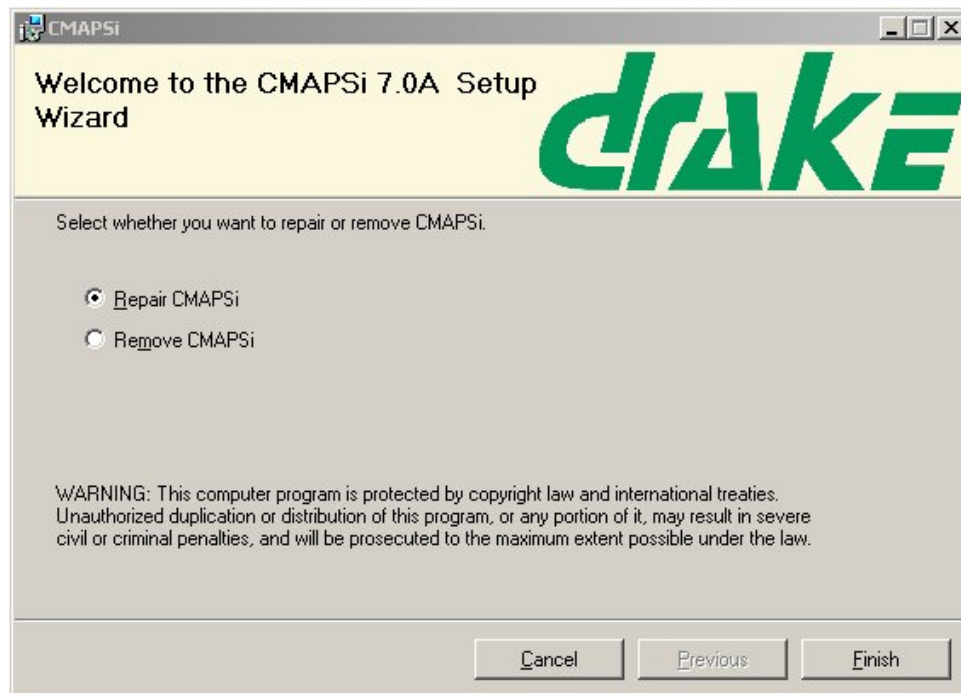 CMAPSi
Welcome to the CMAPSi 7.0A Setup
Wizard
drake
Select whether you want to repair or remove CMAPSi.
Repair CMAPSi
Remove CMAPSi
WARNING: This computer program is protected by copyright law and international treaties.
Unauthorized duplication or distribution of this program, or any portion of it, may result in severe
civil or criminal penalties, and will be prosecuted to the maximum extent possible under the law.
Cancel Previous Finish